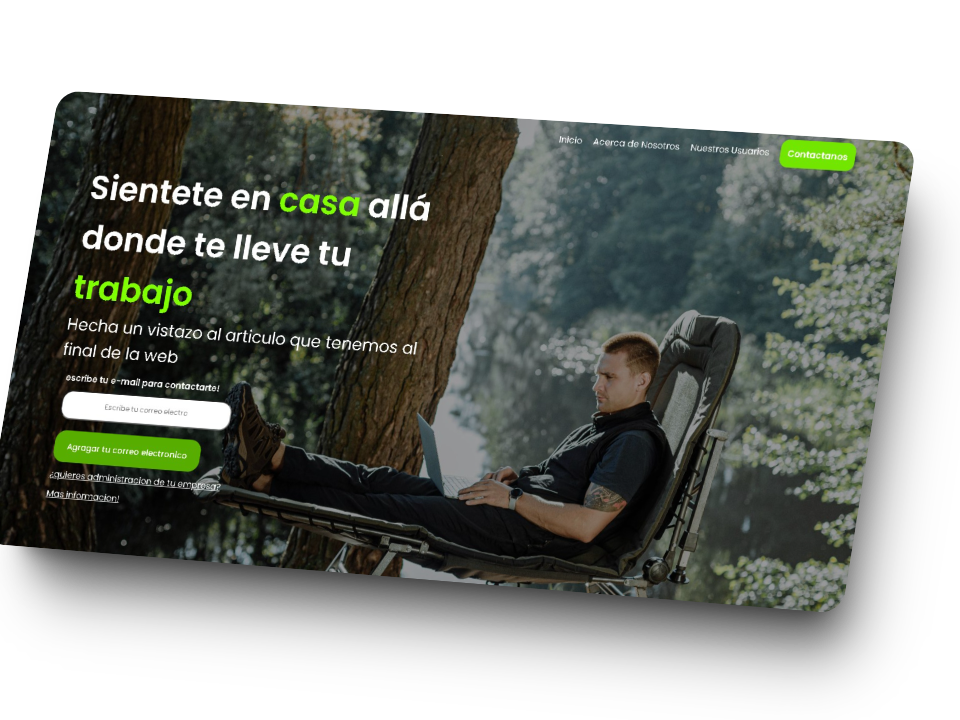 Inicio Acerca de Nosotros Nuestros Usuarios Contactanos
Sientete en casa allá
donde te lleve tu
trabajo
Hecha un vistazo al articulo que tenemos al
final de la web
escribe tu e-mail para contactarte!
Escribe tu correo electro
Agragar tu correo electronico
¿quieres administracion de tu empresa?
Mas informacion!